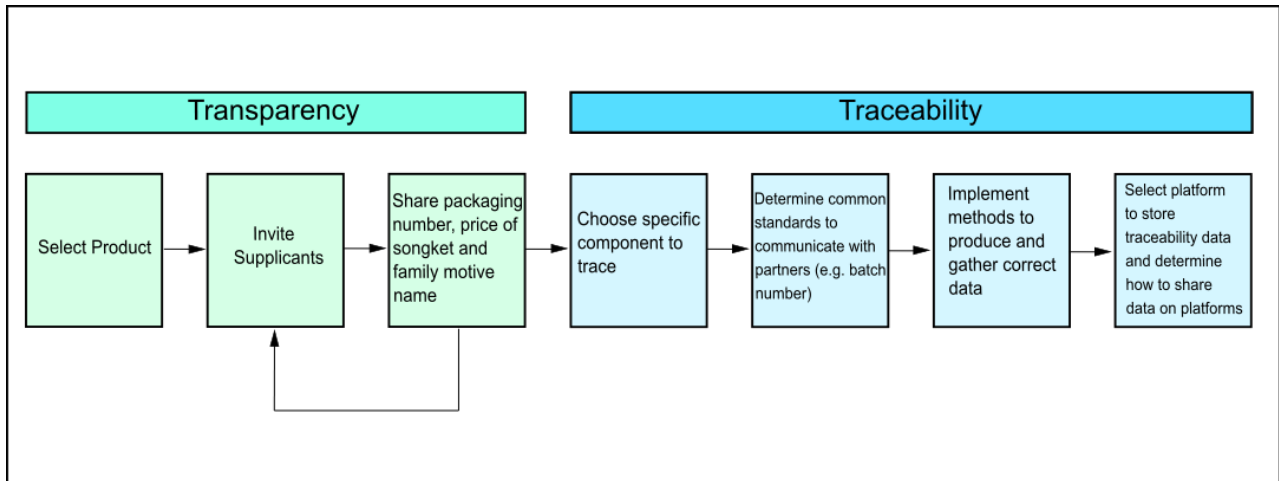 Transparency
Traceability
Select Product
Invite
Supplicants
Share packaging
number, price of
songket and
family motive
name
Choose specific
component to
trace
Determine common
standards to
communicate with
partners (e.g. batch
number)
Implement
methods to
produce and
gather correct
data
Select platform
to store
traceability data
and determine
how to share
data on platforms